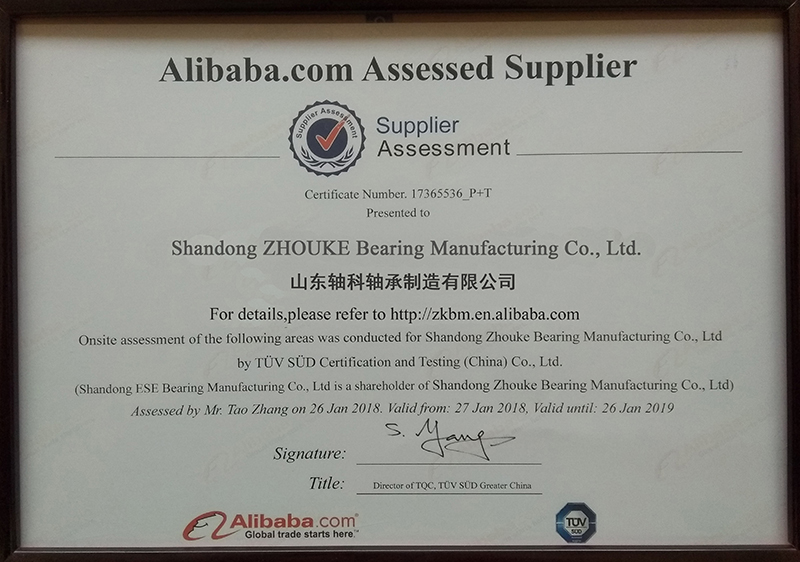 Alibaba.com Assessed Supplier
Supplier Assessment
Supplier
Assessment
Certificate Number. 17365536_P+T
Presented to
Shandong ZHOUKE Bearing Manufacturing Co., Ltd.
山东轴科轴承制造有限公司
For details,please refer to http://zkbm.en.alibaba.com
Onsite assessment of the following areas was conducted for Shandong Zhouke Bearing Manufacturing Co., Ltd
by TÜV SÜD Certification and Testing (China) Co., Ltd.
(Shandong ESE Bearing Manufacturing Co., Ltd is a shareholder of Shandong Zhouke Bearing Manufacturing Co., Ltd)
Assessed by Mr. Tao Zhang on 26 Jan 2018. Valid from: 27 Jan 2018, Valid until: 26 Jan 2019
S. Yang
Signature:
Title: Director of TQC, TÜV SÜD Greater China
Alibaba.com®
Global trade starts here.™
TÜV
SÜD